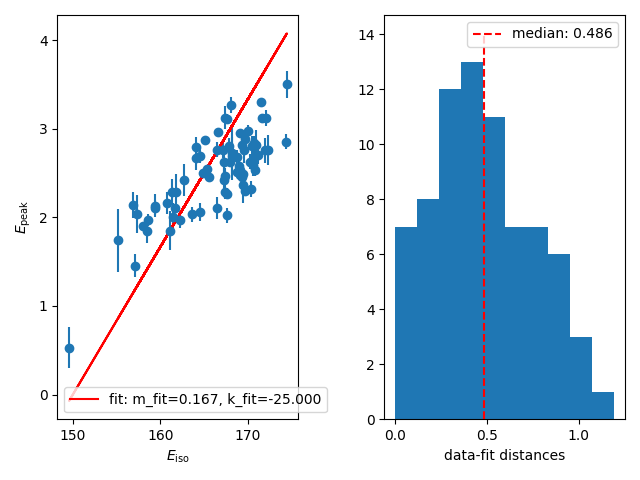 4
3
2
1
0
E_peak
fit: m_fit=0.167, k_fit=-25.000
150 160 170
E_iso
14
12
10
8
6
4
2
0
median: 0.486
0.0 0.5 1.0
data-fit distances